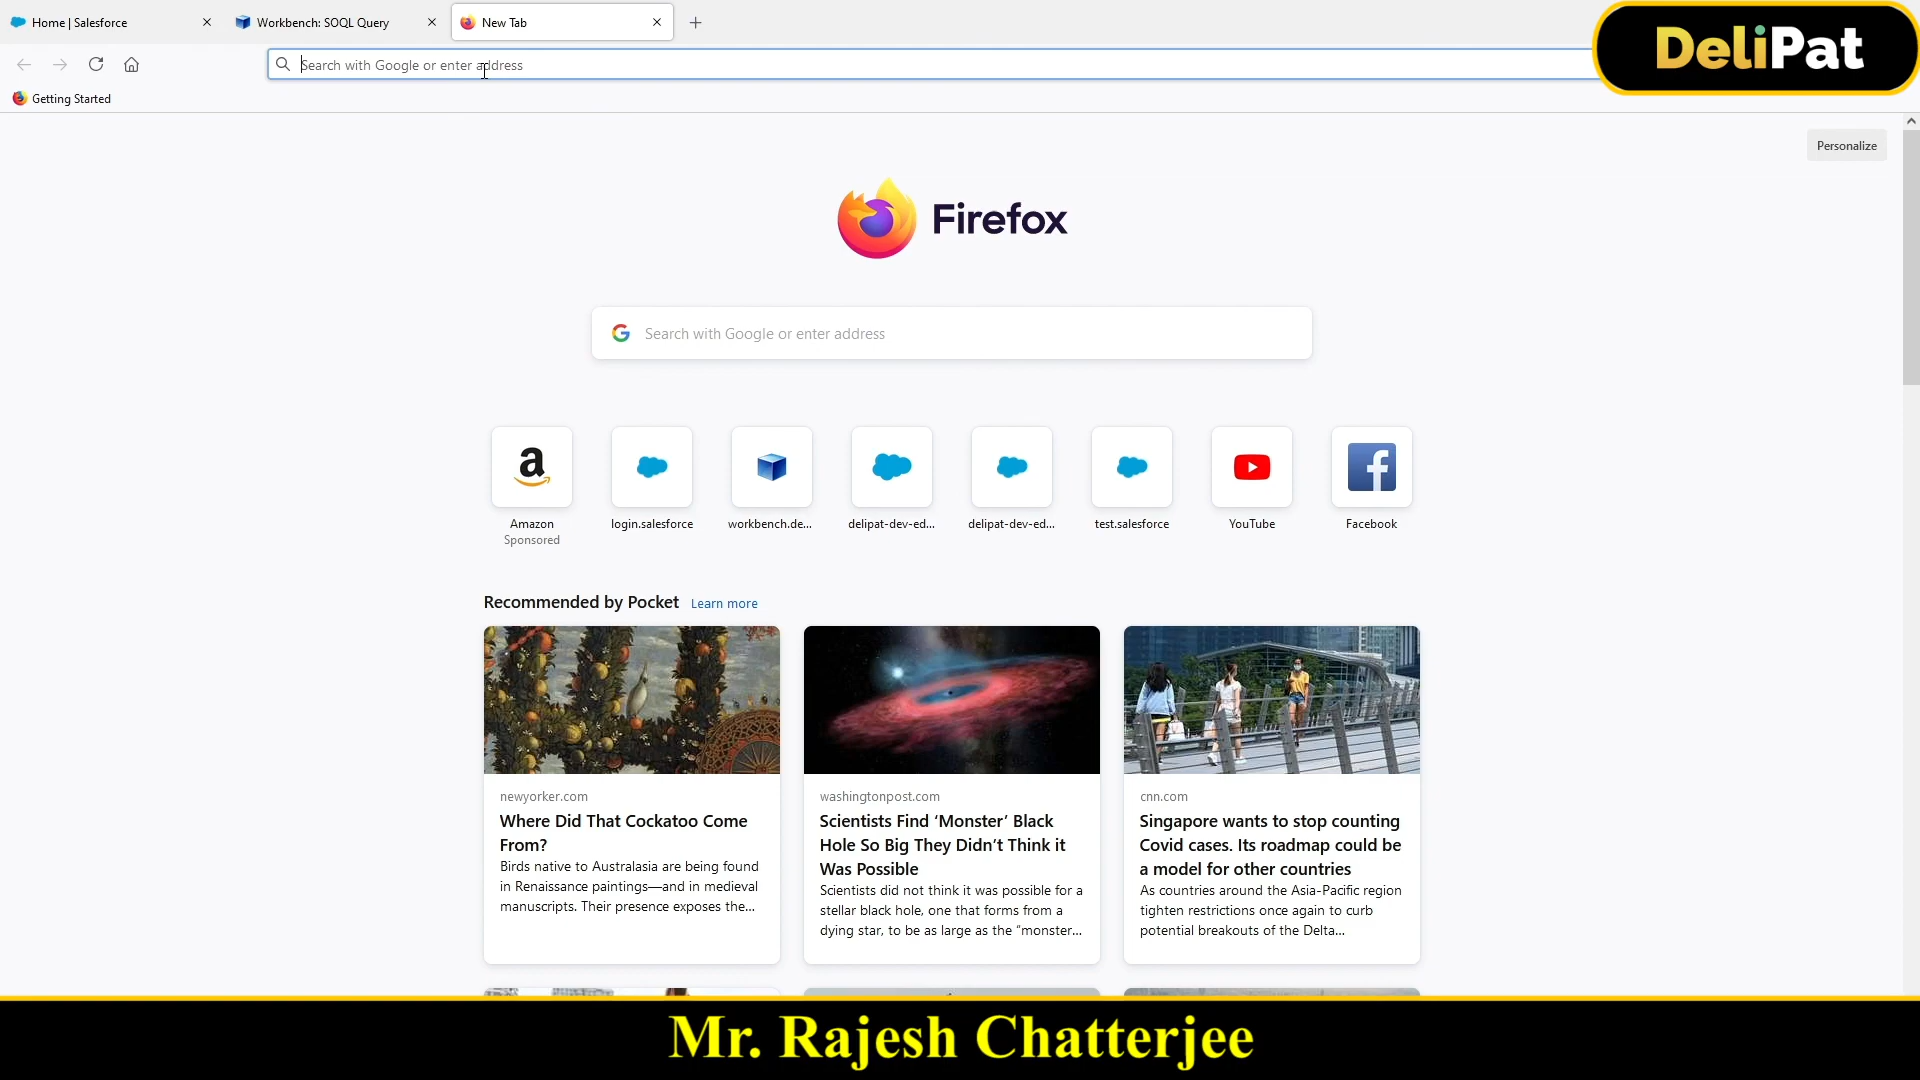 Home | Salesforce
Workbench: SOQL Query
New Tab
DeliPat
Search with Google or enter address
Getting Started
Personalize
Firefox
Search with Google or enter address
Amazon
Sponsored
login.salesforce
workbench.de...
delipat-dev-ed...
delipat-dev-ed...
test.salesforce
YouTube
Facebook
Recommended by Pocket Learn more
newyorker.com
Where Did That Cockatoo Come
From?
Birds native to Australasia are being found
in Renaissance paintings—and in medieval
manuscripts. Their presence exposes the...
washingtonpost.com
Scientists Find ‘Monster’ Black
Hole So Big They Didn’t Think it
Was Possible
Scientists did not think it was possible for a
stellar black hole, one that forms from a
dying star, to be as large as the “monster...
cnn.com
Singapore wants to stop counting
Covid cases. Its roadmap could be
a model for other countries
As countries around the Asia-Pacific region
tighten restrictions once again to curb
potential breakouts of the Delta...
Mr. Rajesh Chatterjee